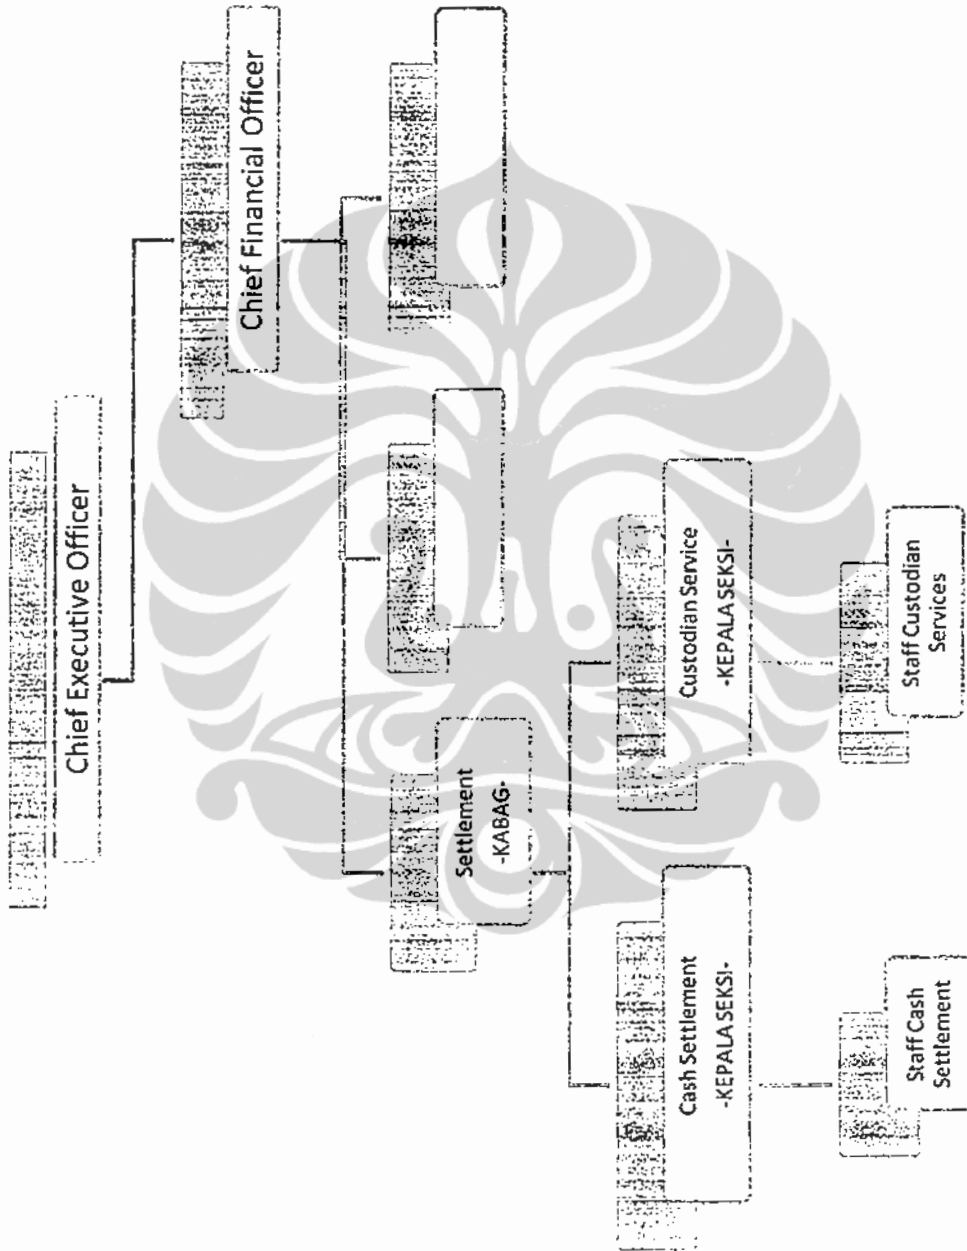 Chief Executive Officer
Chief Financial Officer
Settlement
-KABAG-
Cash Settlement
-KEPALA SEKSI-
Custodian Service
-KEPALA SEKSI-
Staff Cash
Settlement
Staff Custodian
Services